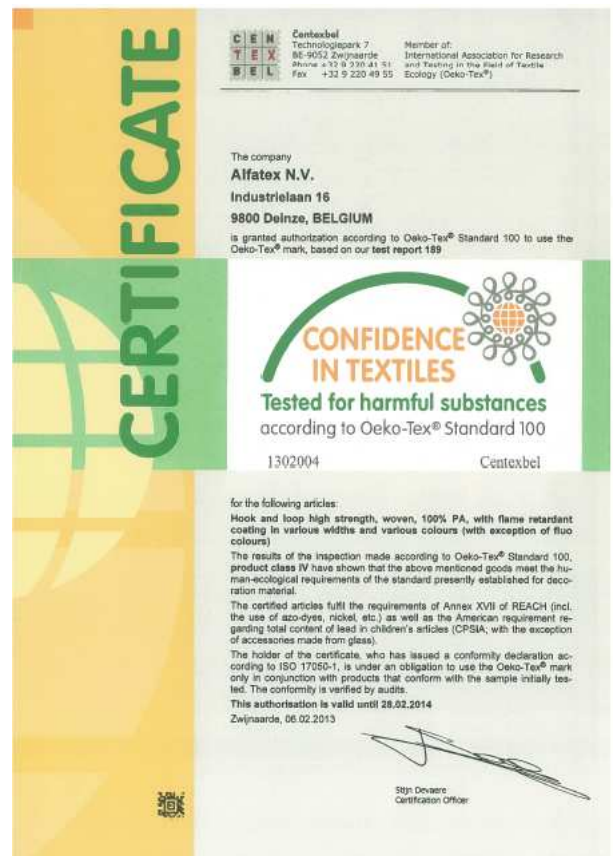 CERTIFICATE
CEN
TEX
BEL
Centexbel
Technologiepark 7
BE-9052 Zwijnaarde
Phone +32 9 220 41 51
Fax +32 9 220 49 55
Member of:
International Association for Research
and Testing in the Field of Textile
Ecology (Oeko-Tex®)
The company
Alfatex N.V.
Industrielaan 16
9800 Deinze, BELGIUM
is granted authorization according to Oeko-Tex® Standard 100 to use the
Oeko-Tex® mark, based on our test report 189
CONFIDENCE
IN TEXTILES
Tested for harmful substances
according to Oeko-Tex® Standard 100
1302004 Centexbel
for the following articles:
Hook and loop high strength, woven, 100% PA, with flame retardant
coating in various widths and various colours (with exception of fluo
colours)
The results of the inspection made according to Oeko-Tex® Standard 100,
product class IV have shown that the above mentioned goods meet the hu-
man-ecological requirements of the standard presently established for deco-
ration material.
The certified articles fulfil the requirements of Annex XVII of REACH (incl.
the use of azo-dyes, nickel, etc.) as well as the American requirement re-
garding total content of lead in children's articles (CPSIA; with the exception
of accessories made from glass).
The holder of the certificate, who has issued a conformity declaration ac-
cording to ISO 17050-1, is under an obligation to use the Oeko-Tex® mark
only in conjunction with products that conform with the sample initially tes-
ted. The conformity is verified by audits.
This authorisation is valid until 28.02.2014
Zwijnaarde, 06.02.2013
Stijn Devaere
Certification Officer